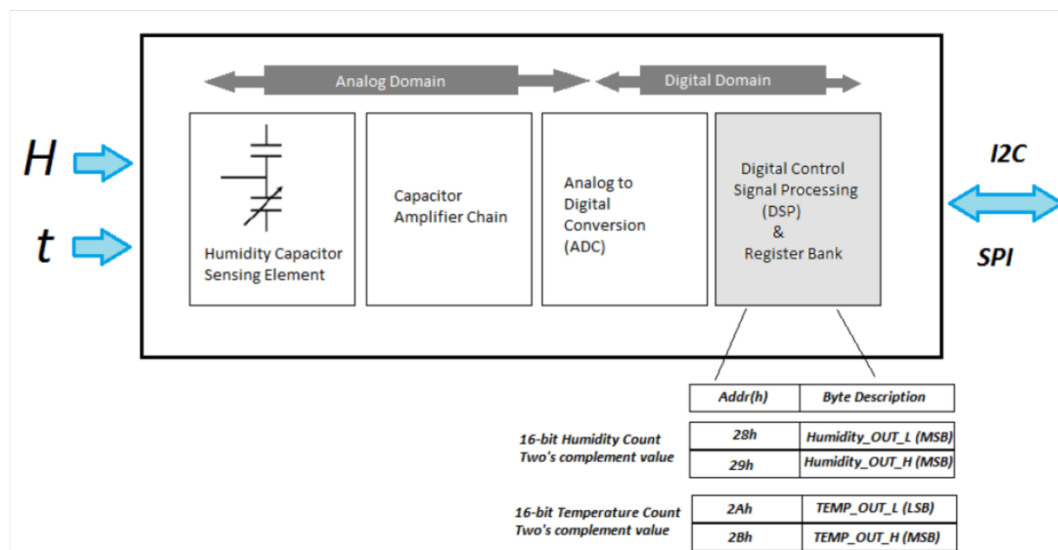 Analog Domain
Digital Domain
H
t
Humidity Capacitor
Sensing Element
Capacitor
Amplifier Chain
Analog to
Digital
Conversion
(ADC)
Digital Control
Signal Processing
(DSP)
&
Register Bank
I2C
SPI
Addr(h) Byte Description
16-bit Humidity Count
Two's complement value
28h Humidity_OUT_L (MSB)
29h Humidity_OUT_H (MSB)
16-bit Temperature Count
Two's complement value
2Ah TEMP_OUT_L (LSB)
2Bh TEMP_OUT_H (MSB)